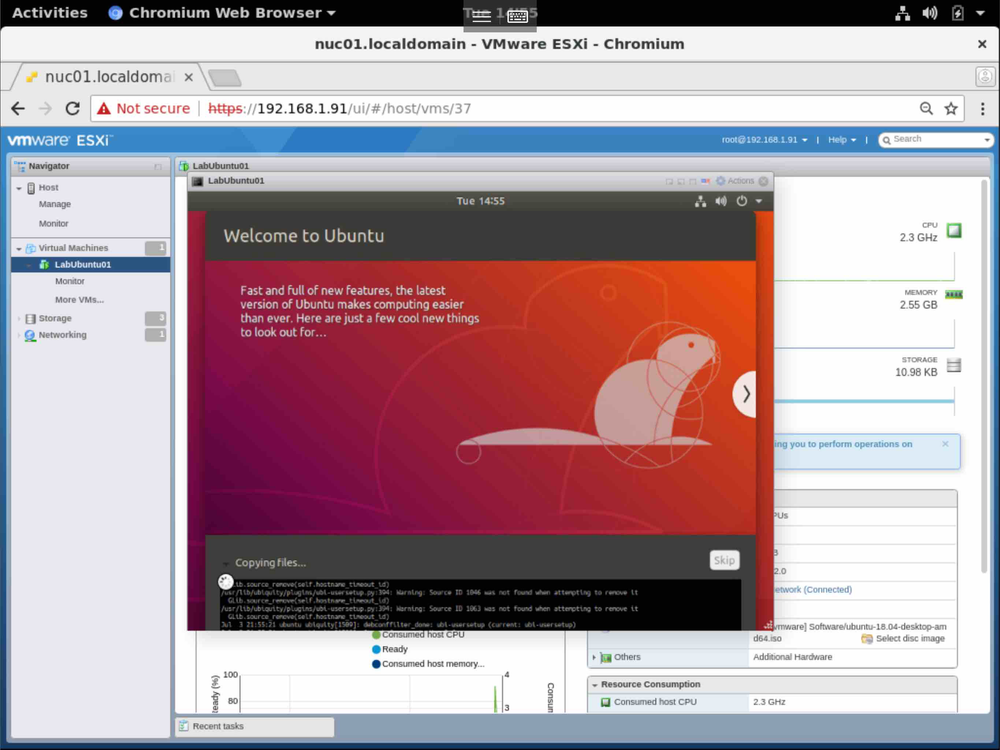 Activities
Chromium Web Browser
Tue 14:55
nuc01.localdomain - VMware ESXi - Chromium
nuc01.localdoma
Not secure
https://192.168.1.91/ui/#/host/vms/37
vmware ESXi
root@192.168.1.91
Help
Search
Navigator
Host
Manage
Monitor
Virtual Machines
1
LabUbuntu01
Monitor
More VMs...
Storage
3
Networking
1
LabUbuntu01
LabUbuntu01
Actions
Tue 14:55
Welcome to Ubuntu
Fast and full of new features, the latest
version of Ubuntu makes computing easier
than ever. Here are just a few cool new things
to look out for...
Copying files...
Skip
GLib.source_remove(self.hostname_timeout_id)
/usr/lib/ubiquity/plugins/ubi-usersetup.py:394: Warning: Source ID 1046 was not found when attempting to remove it
GLib.source_remove(self.hostname_timeout_id)
/usr/lib/ubiquity/plugins/ubi-usersetup.py:394: Warning: Source ID 1063 was not found when attempting to remove it
GLib.source_remove(self.hostname_timeout_id)
Jul 3 21:55:21 ubuntu ubiquity[1509]: debconffilter_done: ubi-usersetup (current: ubi-usersetup)
CPU
2.3 GHz
MEMORY
2.55 GB
STORAGE
10.98 KB
ing you to perform operations on
PUs
3
2.0
etwork (Connected)
vmware] Software/ubuntu-18.04-desktop-am
d64.iso
Select disc image
Others
Additional Hardware
Resource Consumption
Consumed host CPU
2.3 GHz
Consumed host CPU
Ready
Consumed host memory...
100
80
eady (%)
4
3
Consum
Recent tasks